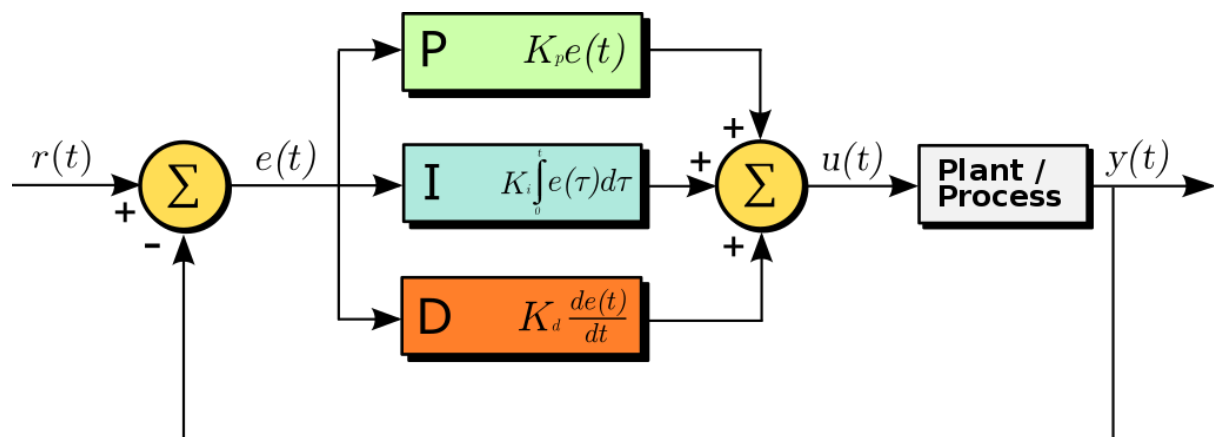 P K_p e(t)
r(t) + - Σ e(t)
I K_i ∫_0^t e(τ)dτ
+ + + Σ u(t)
Plant /
Process
y(t)
D K_d de(t)/dt